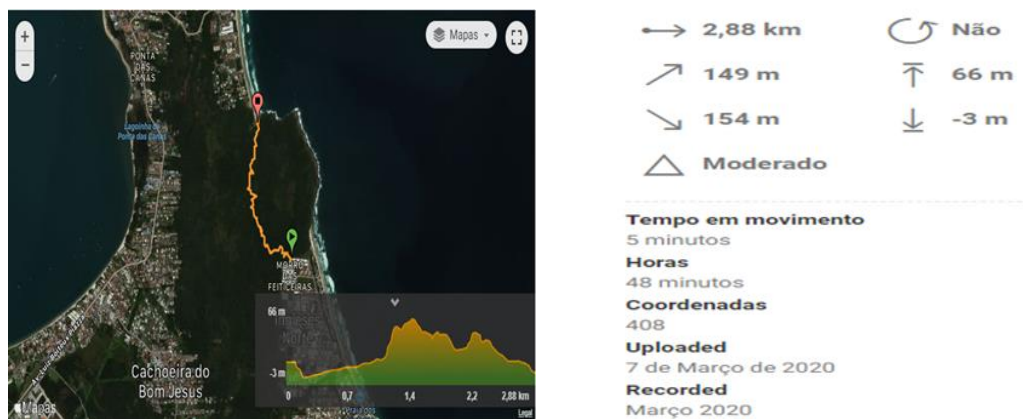 +
−
Mapas
PONTA
DAS
CANAS
Lagoinha de
Ponta das Canas
MORRO
FEITICEIRAS
Cachoeira do
Bom Jesus
66 m
-3 m
0
0,7
1,4
2,2
2,88 km
Mapas
Legal
2,88 km
Não
149 m
66 m
154 m
-3 m
Moderado
Tempo em movimento
5 minutos
Horas
48 minutos
Coordenadas
408
Uploaded
7 de Março de 2020
Recorded
Março 2020